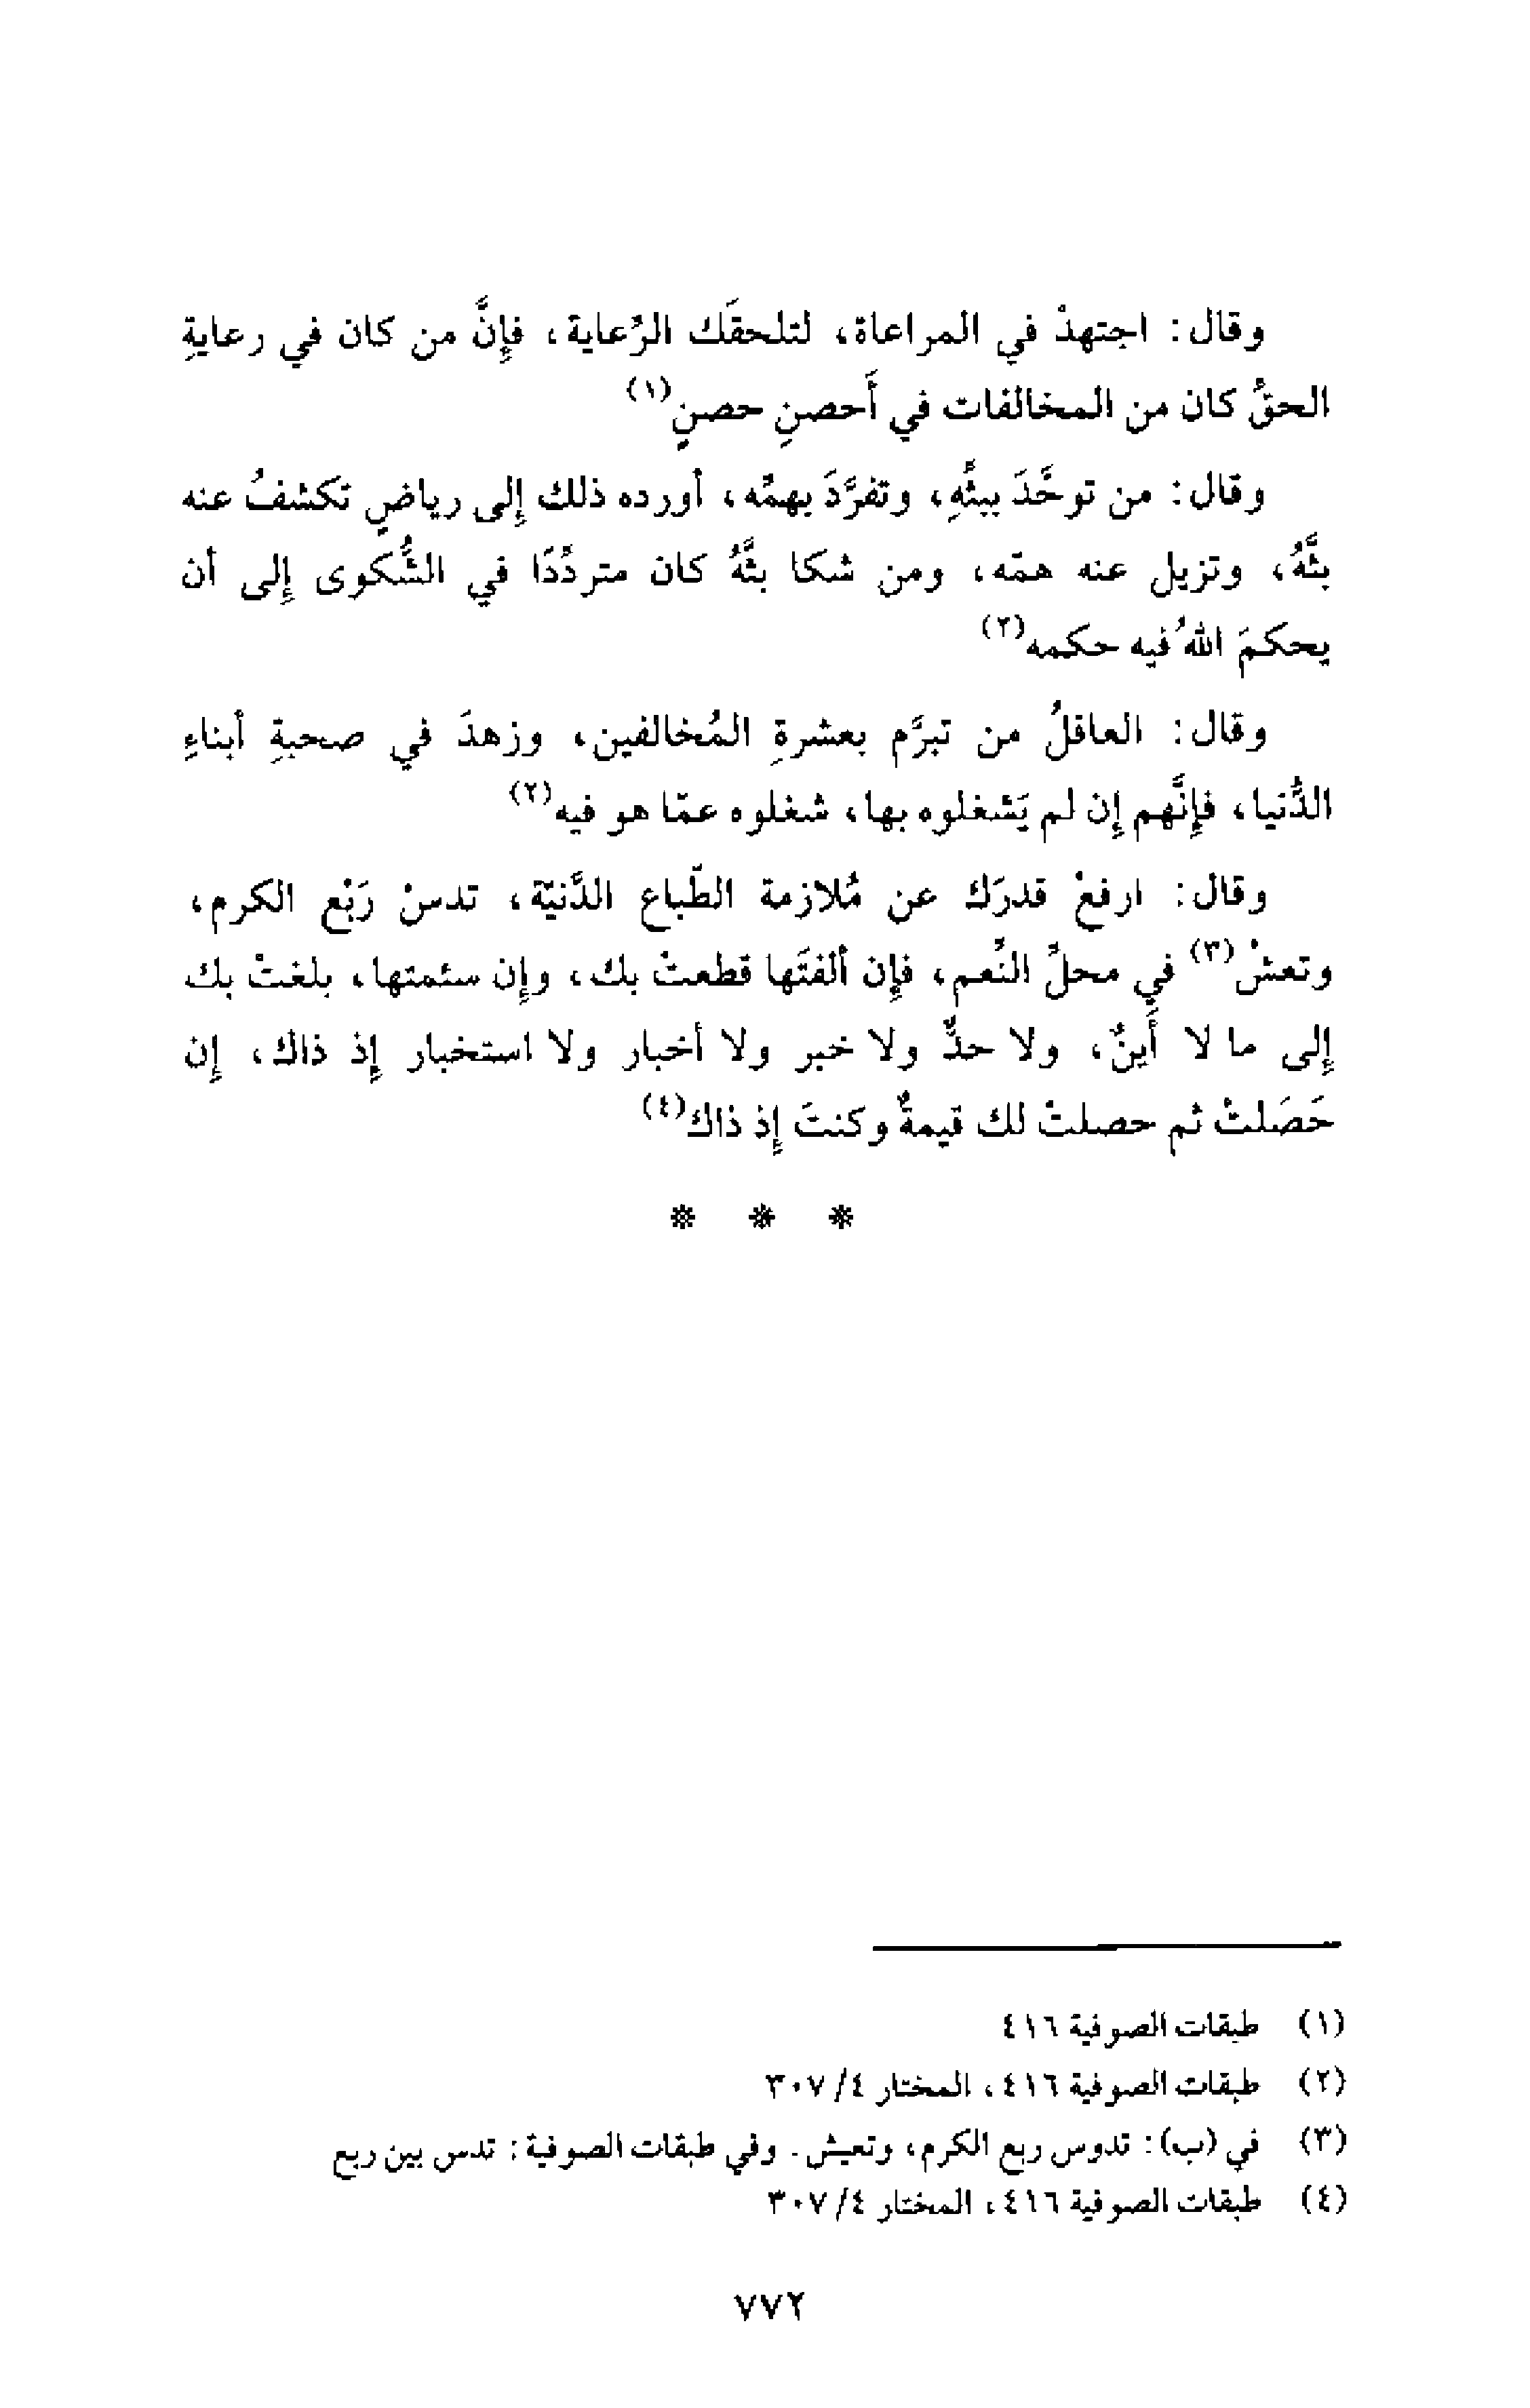 وقال: اجتهدْ في المراعاة، لتلحقَك الرِّعاية، فإنَّ من كان في رعايةِ
الحقِّ كان من المخالفات في أَحصنِ حصنٍ(١)
وقال: من توحَّدَ ببثِّهِ، وتفرَّدَ بهمِّه، أورده ذلك إلى رياضٍ تكشفُ عنه
بثَّهُ، وتزيل عنه همّه، ومن شكا بثَّهُ كان متردِّدًا في الشَّكوى إلى أن
يحكمَ اللهُ فيه حكمه(٢)
وقال: العاقلُ من تبرَّم بعشرةِ المُخالفين، وزهدَ في صحبةِ أبناءِ
الدُّنيا، فإنَّهم إن لم يَشغلوه بها، شغلوه عمّا هو فيه(٢)
وقال: ارفعْ قدرَك عن مُلازمة الطّباع الدَّنيّة، تدسْ رَبْع الكرم،
وتعشْ(٣) في محلِّ النِّعم، فإن ألفتَها قطعتْ بك، وإن سئمتها، بلغتْ بك
إلى ما لا أَينٌ، ولا حدٌّ ولا خبر ولا أخبار ولا استخبار إذ ذاك، إن
حَصَلتْ ثم حصلتْ لك قيمةٌ وكنتَ إذ ذاك(٤)
* * *
(١) طبقات الصوفية ٤١٦
(٢) طبقات الصوفية ٤١٦، المختار ٤/ ٣٠٧
(٣) في (ب): تدوس ربع الكرم، وتعيش. وفي طبقات الصوفية: تدس بين ربع
(٤) طبقات الصوفية ٤١٦، المختار ٤/ ٣٠٧
٧٧٢